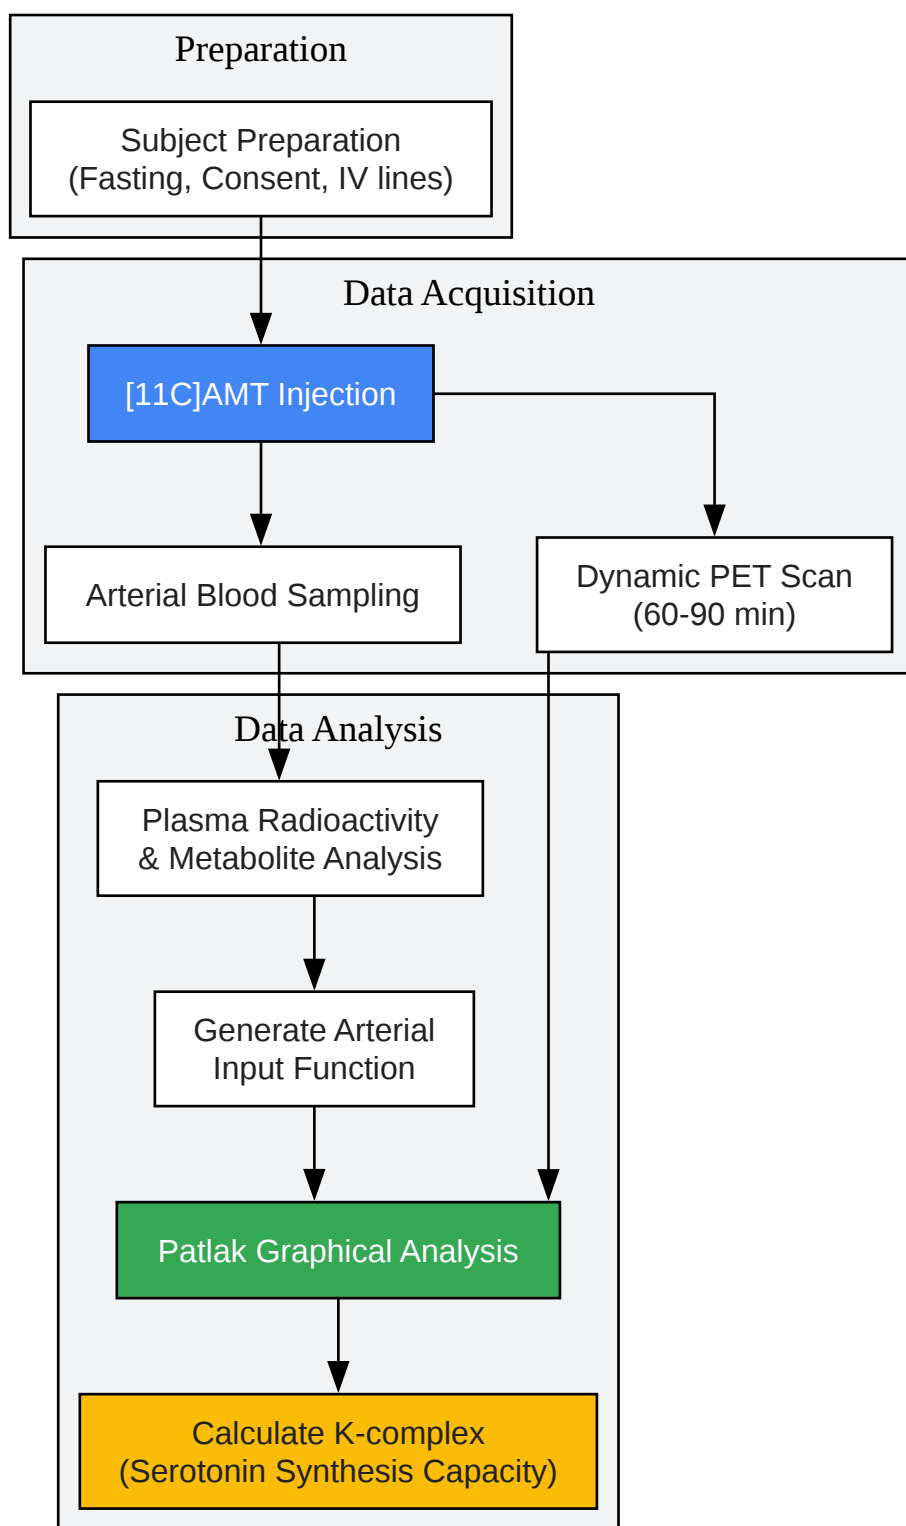 Preparation
Subject Preparation
(Fasting, Consent, IV lines)
Data Acquisition
[11C]AMT Injection
Arterial Blood Sampling
Dynamic PET Scan
(60-90 min)
Data Analysis
Plasma Radioactivity
& Metabolite Analysis
Generate Arterial
Input Function
Patlak Graphical Analysis
Calculate K-complex
(Serotonin Synthesis Capacity)